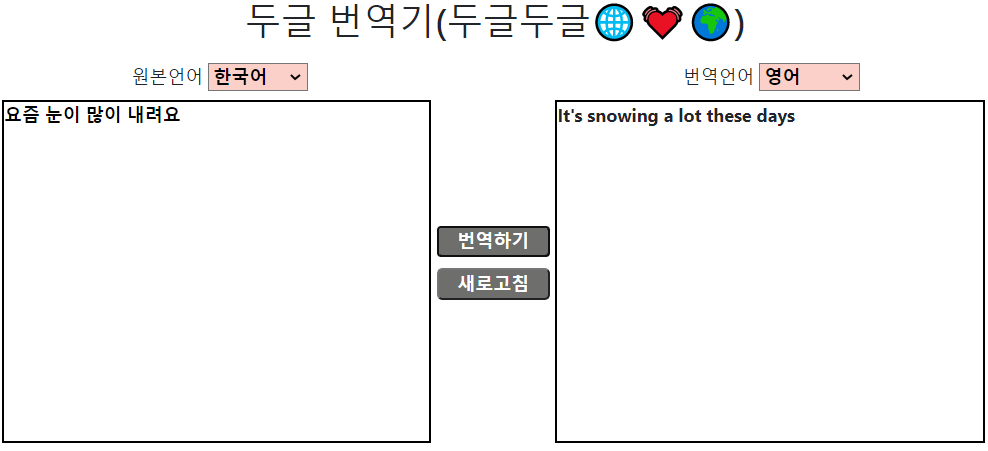 두글 번역기(두글두글🌐💓🌍)
원본언어 한국어
번역언어 영어
요즘 눈이 많이 내려요
It's snowing a lot these days
번역하기
새로고침